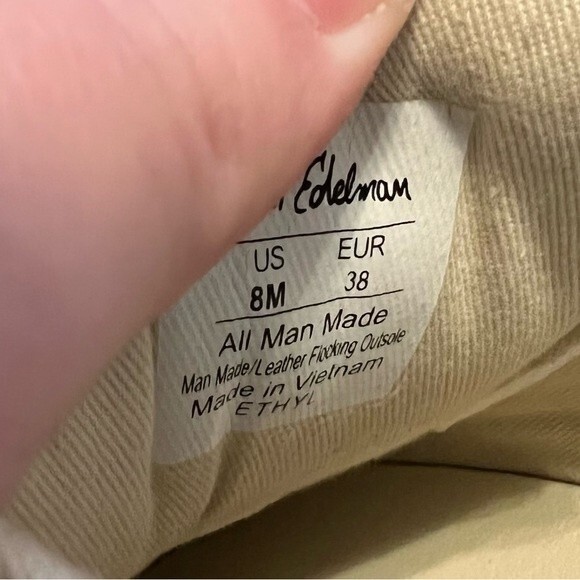 Edelman
US EUR
8M 38
All Man Made
Man Made/Leather Flocking Outsole
Made in Vietnam
ETHYL